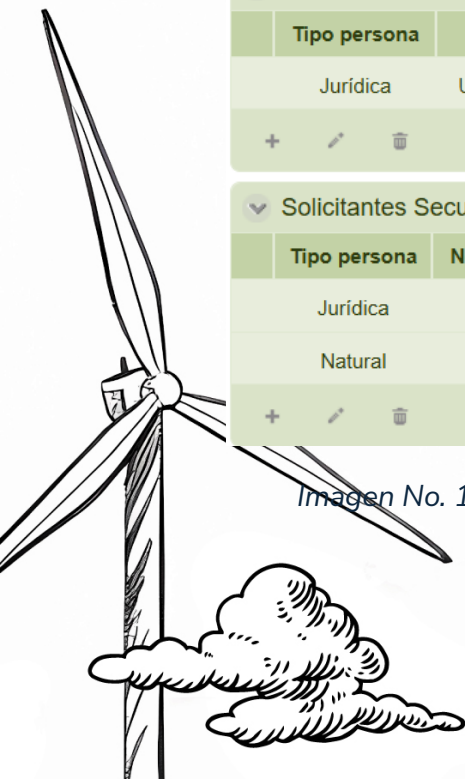 Tipo persona
Jurídica U
Solicitantes Secu
Tipo persona N
Jurídica
Natural
Imagen No. 1